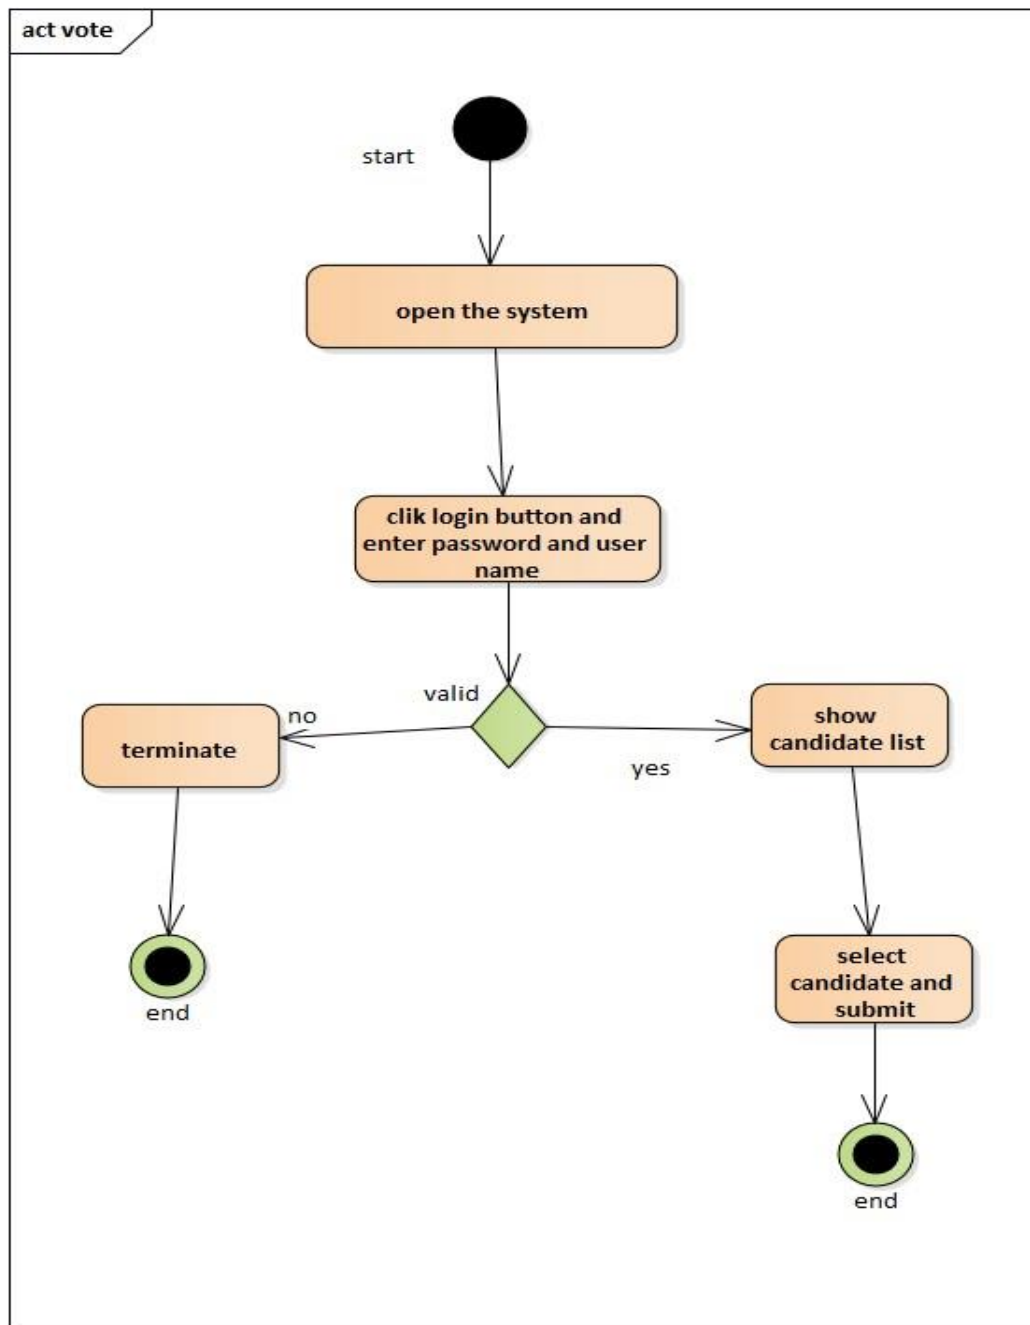 act vote
start
open the system
clik login button and
enter password and user
name
valid
no
yes
terminate
show
candidate list
end
select
candidate and
submit
end